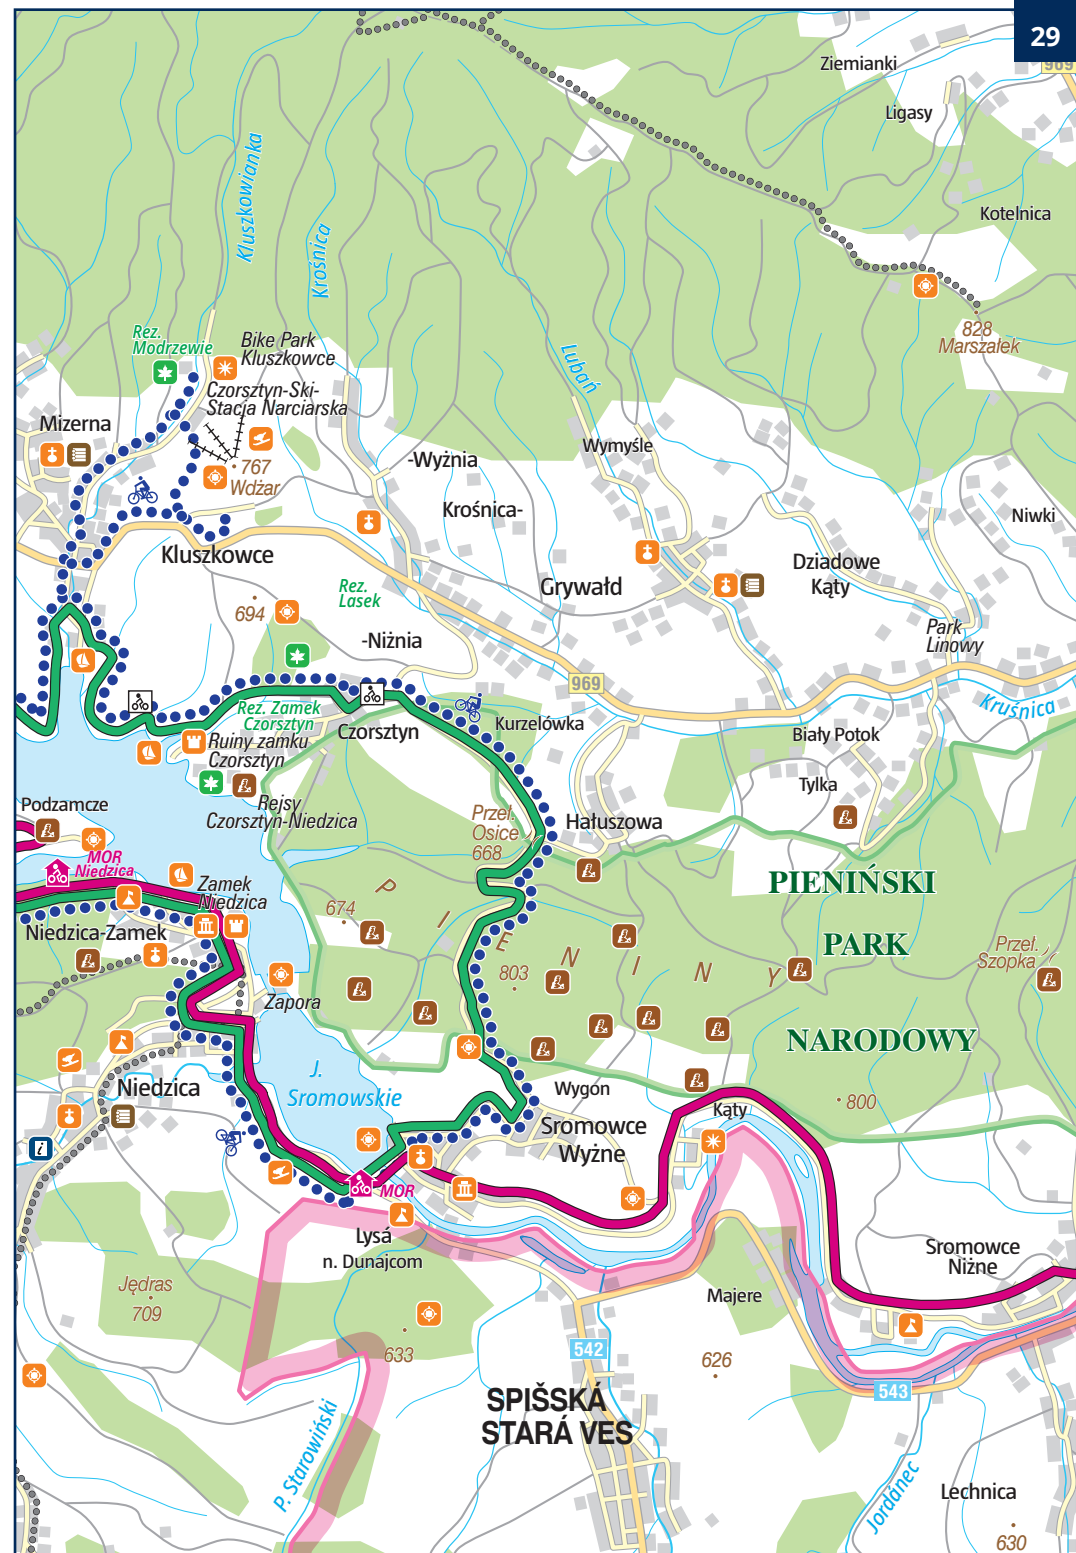 29
969
Ziemianki
Ligasy
Kotelnica
Kluszkowianka
Krośnica
828
Marszałek
Rez.
Modrzewie
Bike Park
Kluszkowce
Czorsztyn-Ski-
Stacja Narciarska
Lubań
Mizerna
767
Wdżar
-Wyżnia
Wymyśle
Krośnica-
Niwki
Kluszkowce
Dziadowe
Kąty
Grywałd
Rez.
Lasek
694
-Niżnia
Park
Linowy
969
Kruśnica
Rez. Zamek
Czorsztyn
Czorsztyn
Kurzelówka
Biały Potok
Ruiny zamku
Czorsztyn
Tylka
Rejsy
Czorsztyn-Niedzica
Podzamcze
Przeł.
Osice
668
Hałuszowa
MOR
Niedzica
Zamek
Niedzica
PIENIŃSKI
674
P I E N I N Y
Niedzica-Zamek
PARK
Przeł.
Szopka
803
Zapora
NARODOWY
J.
Sromowskie
Niedzica
Wygon
Kąty
800
Sromowce
Wyżne
i
MOR
Lysá
n. Dunajcom
Sromowce
Niżne
Jędras
709
Majere
633
542
626
543
SPIŠSKÁ
STARÁ VES
P. Starowiński
Jordánec
Lechnica
630